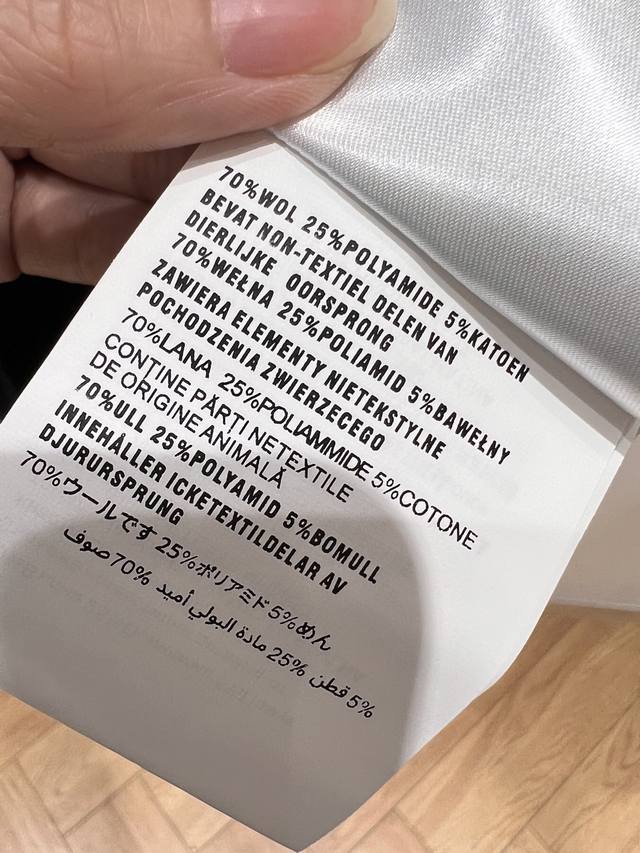 70%WOL 25%POLYAMIDE 5%KATOEN
BEVAT NON-TEXTIEL DELEN VAN
DIERLIJKE OORSPRONG
70%WEŁNA 25%POLIAMID 5%BAWEŁNY
ZAWIERA ELEMENTY NIETEKSTYLNE
POCHODZENIA ZWIERZECEGO
70%LANA 25%POLIAMMIDE 5%COTONE
CONȚINE PĂRȚI NETEXTILE
DE ORIGINE ANIMALĂ
70%ULL 25%POLYAMID 5%BOMULL
INNEHÅLLER ICKETEXTILDELAR AV
DJURURSPRUNG
70%ウールです 25%ポリアミド 5%めん
5% قطن 25% مادة البولي أميد 70% صوف